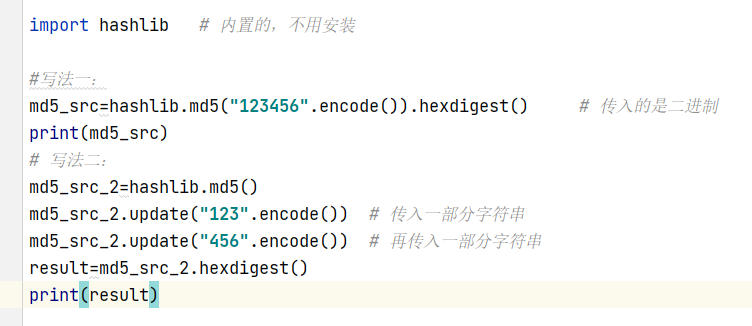 import hashlib   # 内置的，不用安装
#写法一：
md5_src=hashlib.md5("123456".encode()).hexdigest()     # 传入的是二进制
print(md5_src)
# 写法二：
md5_src_2=hashlib.md5()
md5_src_2.update("123".encode())  # 传入一部分字符串
md5_src_2.update("456".encode())  # 再传入一部分字符串
result=md5_src_2.hexdigest()
print(result)